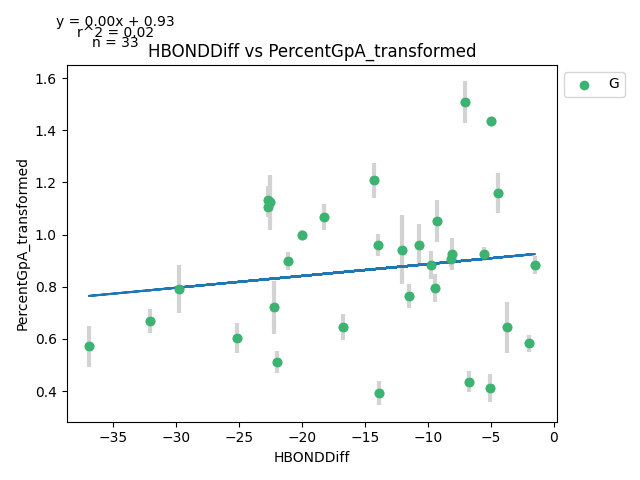 y = 0.00x + 0.93
r^2 = 0.02
n = 33
HBONDDiff vs PercentGpA_transformed
G
PercentGpA_transformed
1.6
1.4
1.2
1.0
0.8
0.6
0.4
−35
−30
−25
−20
−15
−10
−5
0
HBONDDiff